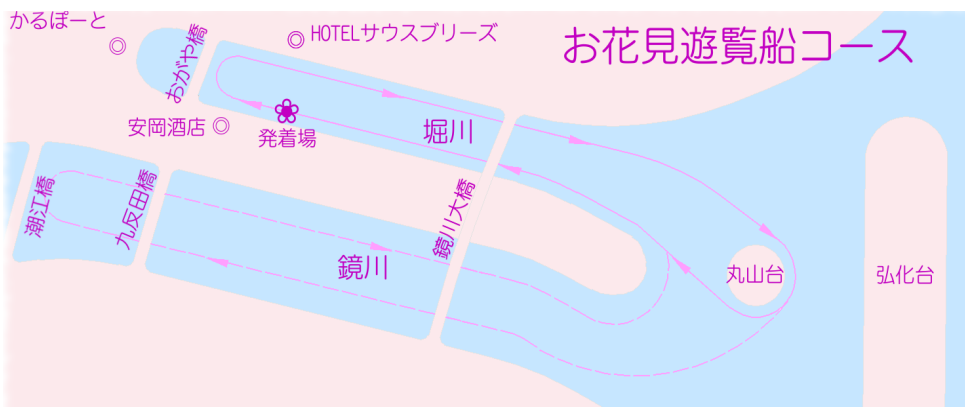 かるぽーと
HOTELサウスブリーズ
お花見遊覧船コース
おがや橋
安岡酒店
発着場
堀川
潮江橋
九反田橋
鏡川大橋
鏡川
丸山台
弘化台